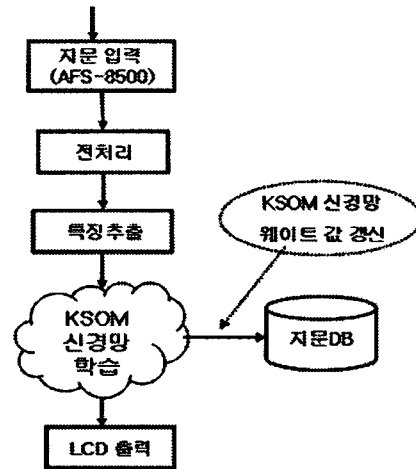 지문 입력
(AFS-8500)
전처리
특징추출
KSOM 신경망
웨이트 값 갱신
KSOM
신경망
학습
지문DB
LCD 출력